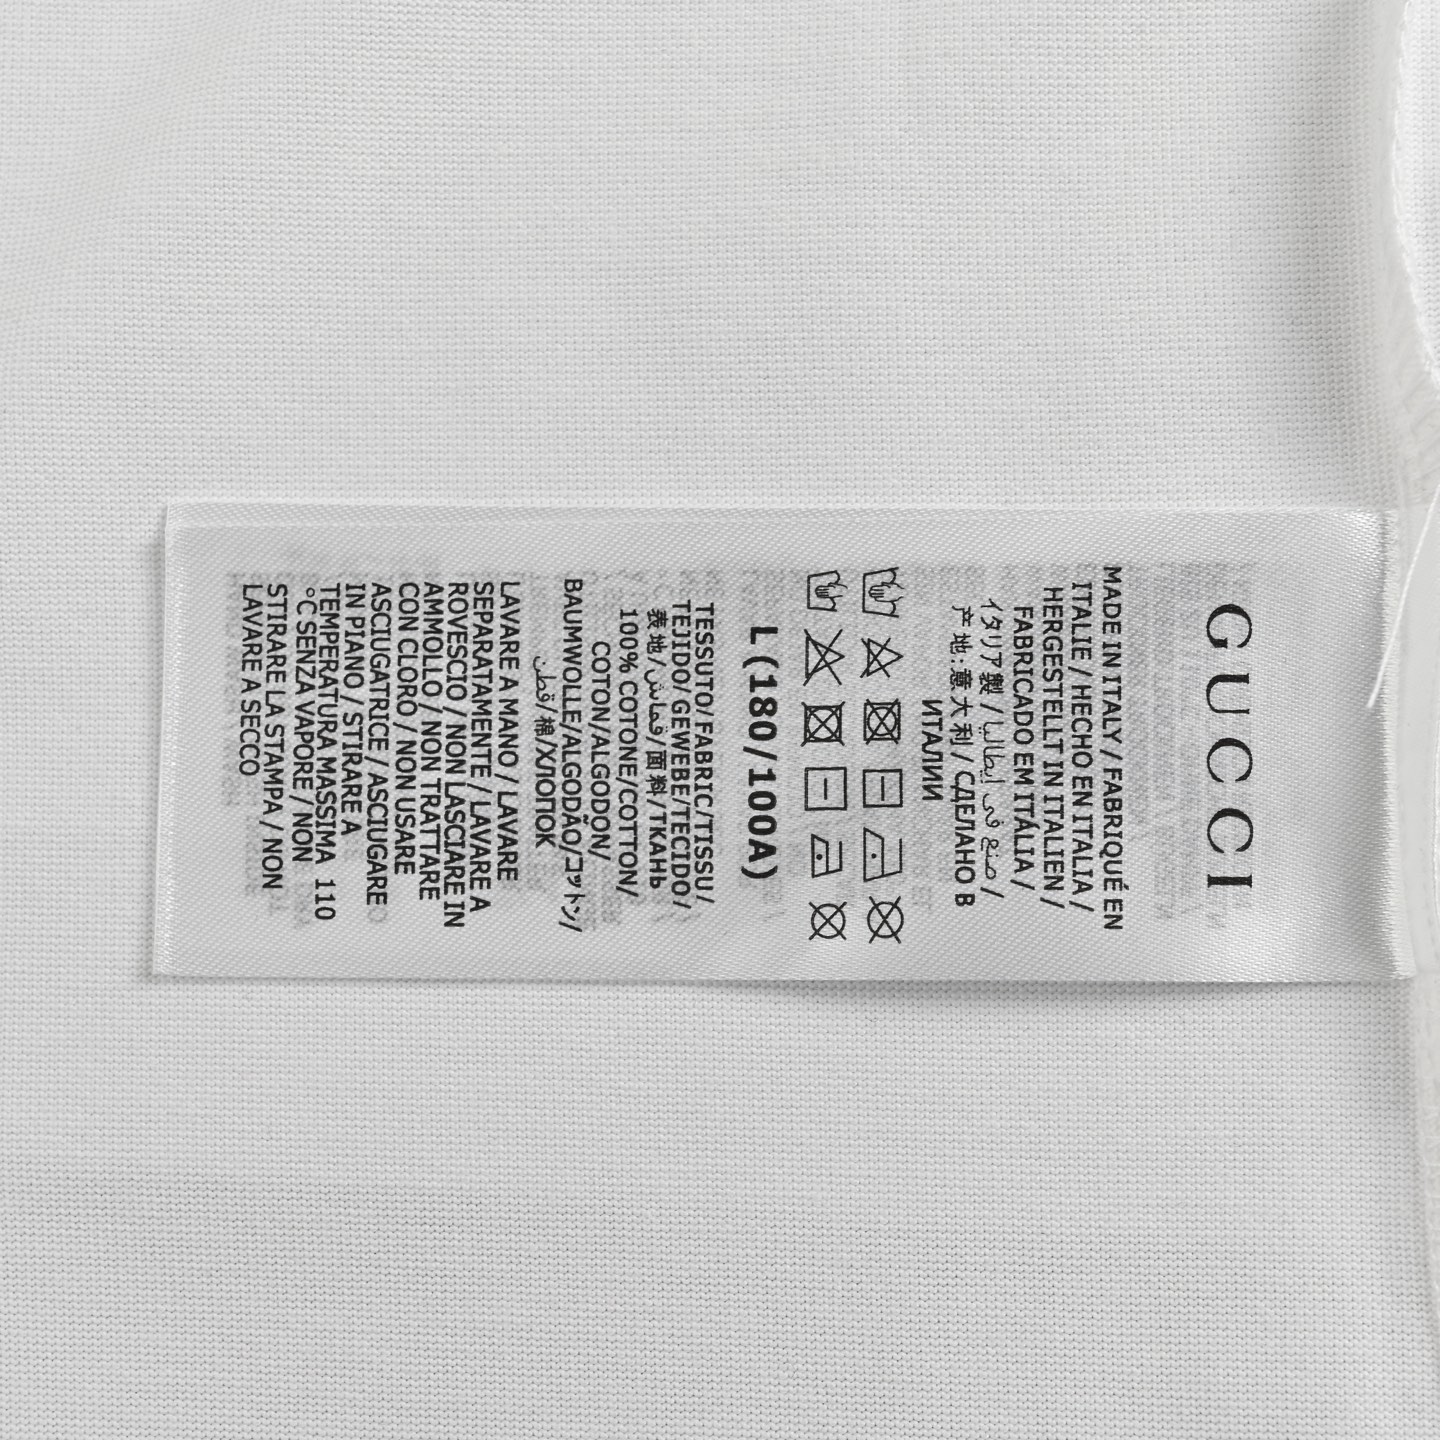 GUCCI
MADE IN ITALY / FABRIQUÉ EN
ITALIE / HECHO EN ITALIA /
HERGESTELLT IN ITALIEN /
FABRICADO EM ITÁLIA /
イタリア製 / صنع في إيطاليا /
产地:意大利 / СДЕЛАНО В
ИТАЛИИ
L (180/100A)
TESSUTO/FABRIC/TISSU/
TEJIDO/GEWEBE/TECIDO/
表地/قماش/面料/ТКАНЬ
100% COTONE/COTTON/
COTON/ALGODON/
BAUMWOLLE/ALGODÃO/コットン/
قطن/棉/ХЛОПОК
LAVARE A MANO / LAVARE
SEPARATAMENTE / LAVARE A
ROVESCIO / NON LASCIARE IN
AMMOLLO / NON TRATTARE
CON CLORO / NON USARE
ASCIUGATRICE / ASCIUGARE
IN PIANO / STIRARE A
TEMPERATURA MASSIMA 110
°C SENZA VAPORE / NON
STIRARE LA STAMPA / NON
LAVARE A SECCO